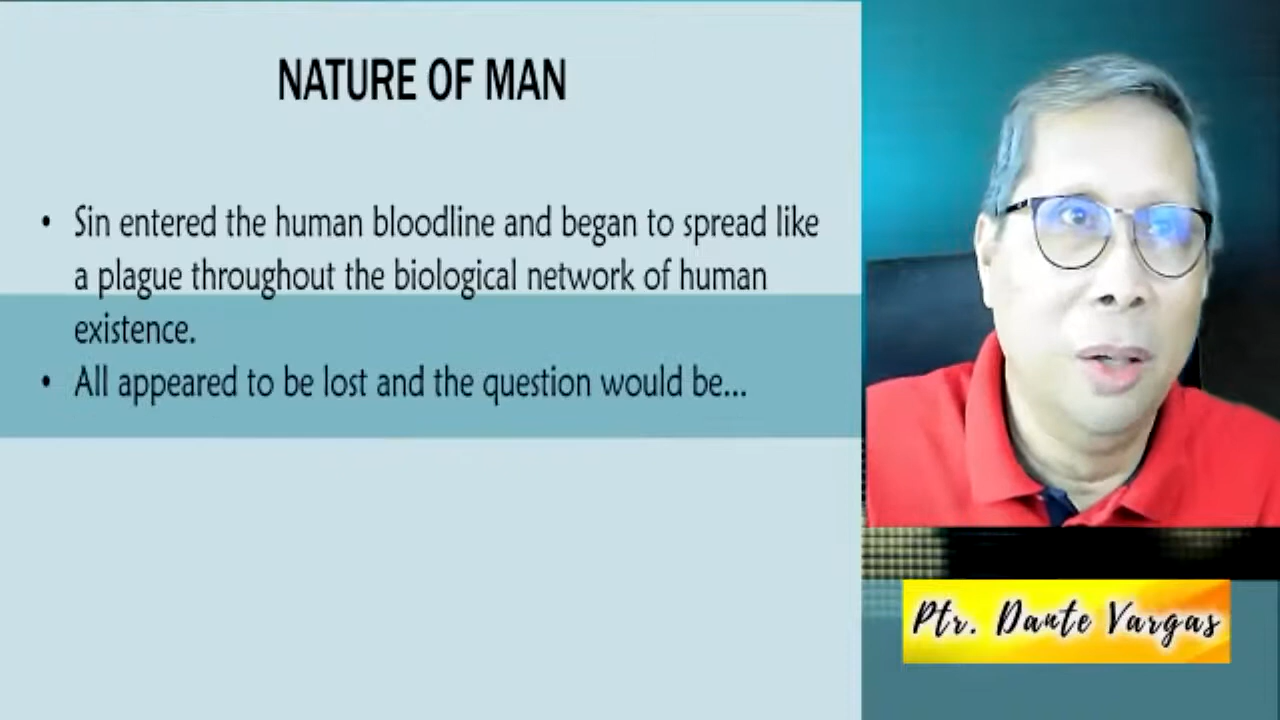 NATURE OF MAN
• Sin entered the human bloodline and began to spread like
a plague throughout the biological network of human
existence.
• All appeared to be lost and the question would be...
Ptr. Dante Vargas